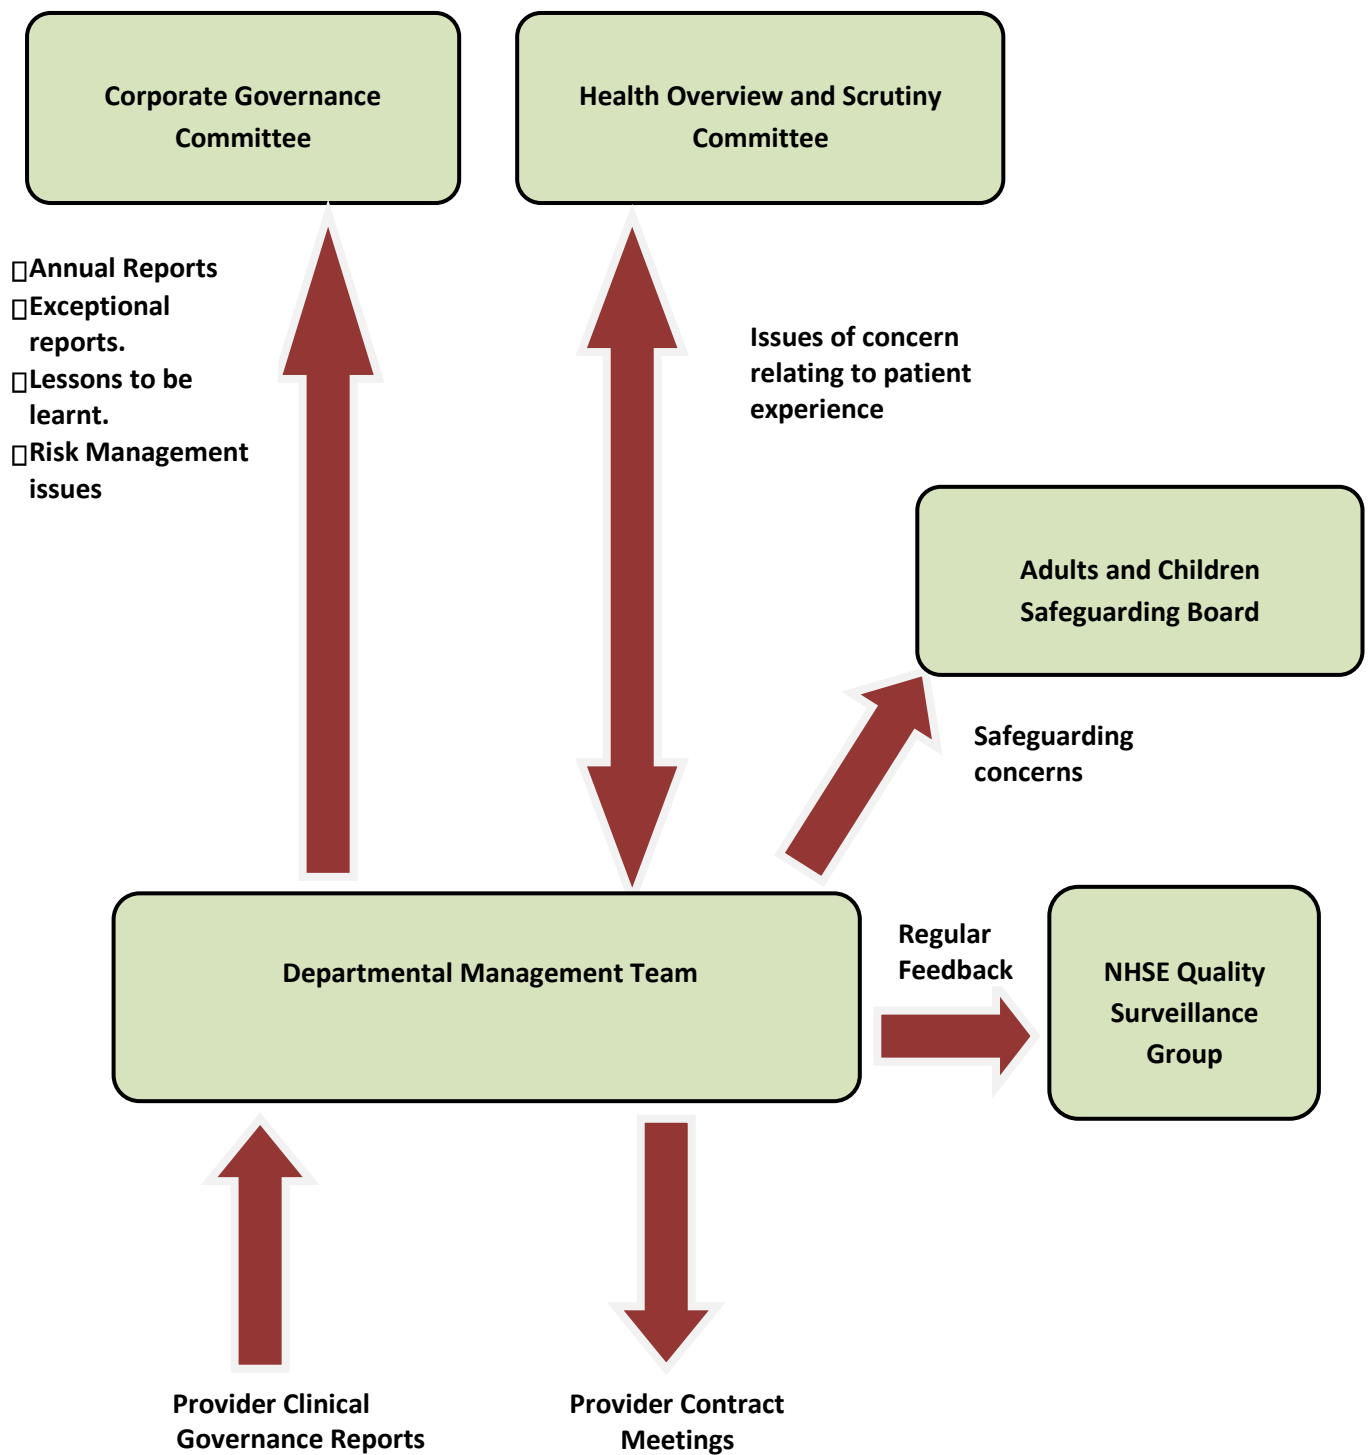 Corporate Governance
Committee
Health Overview and Scrutiny
Committee
Annual Reports
Exceptional
reports.
Lessons to be
learnt.
Risk Management
issues
Issues of concern
relating to patient
experience
Adults and Children
Safeguarding Board
Safeguarding
concerns
Departmental Management Team
Regular
Feedback
NHSE Quality
Surveillance
Group
Provider Clinical
Governance Reports
Provider Contract
Meetings